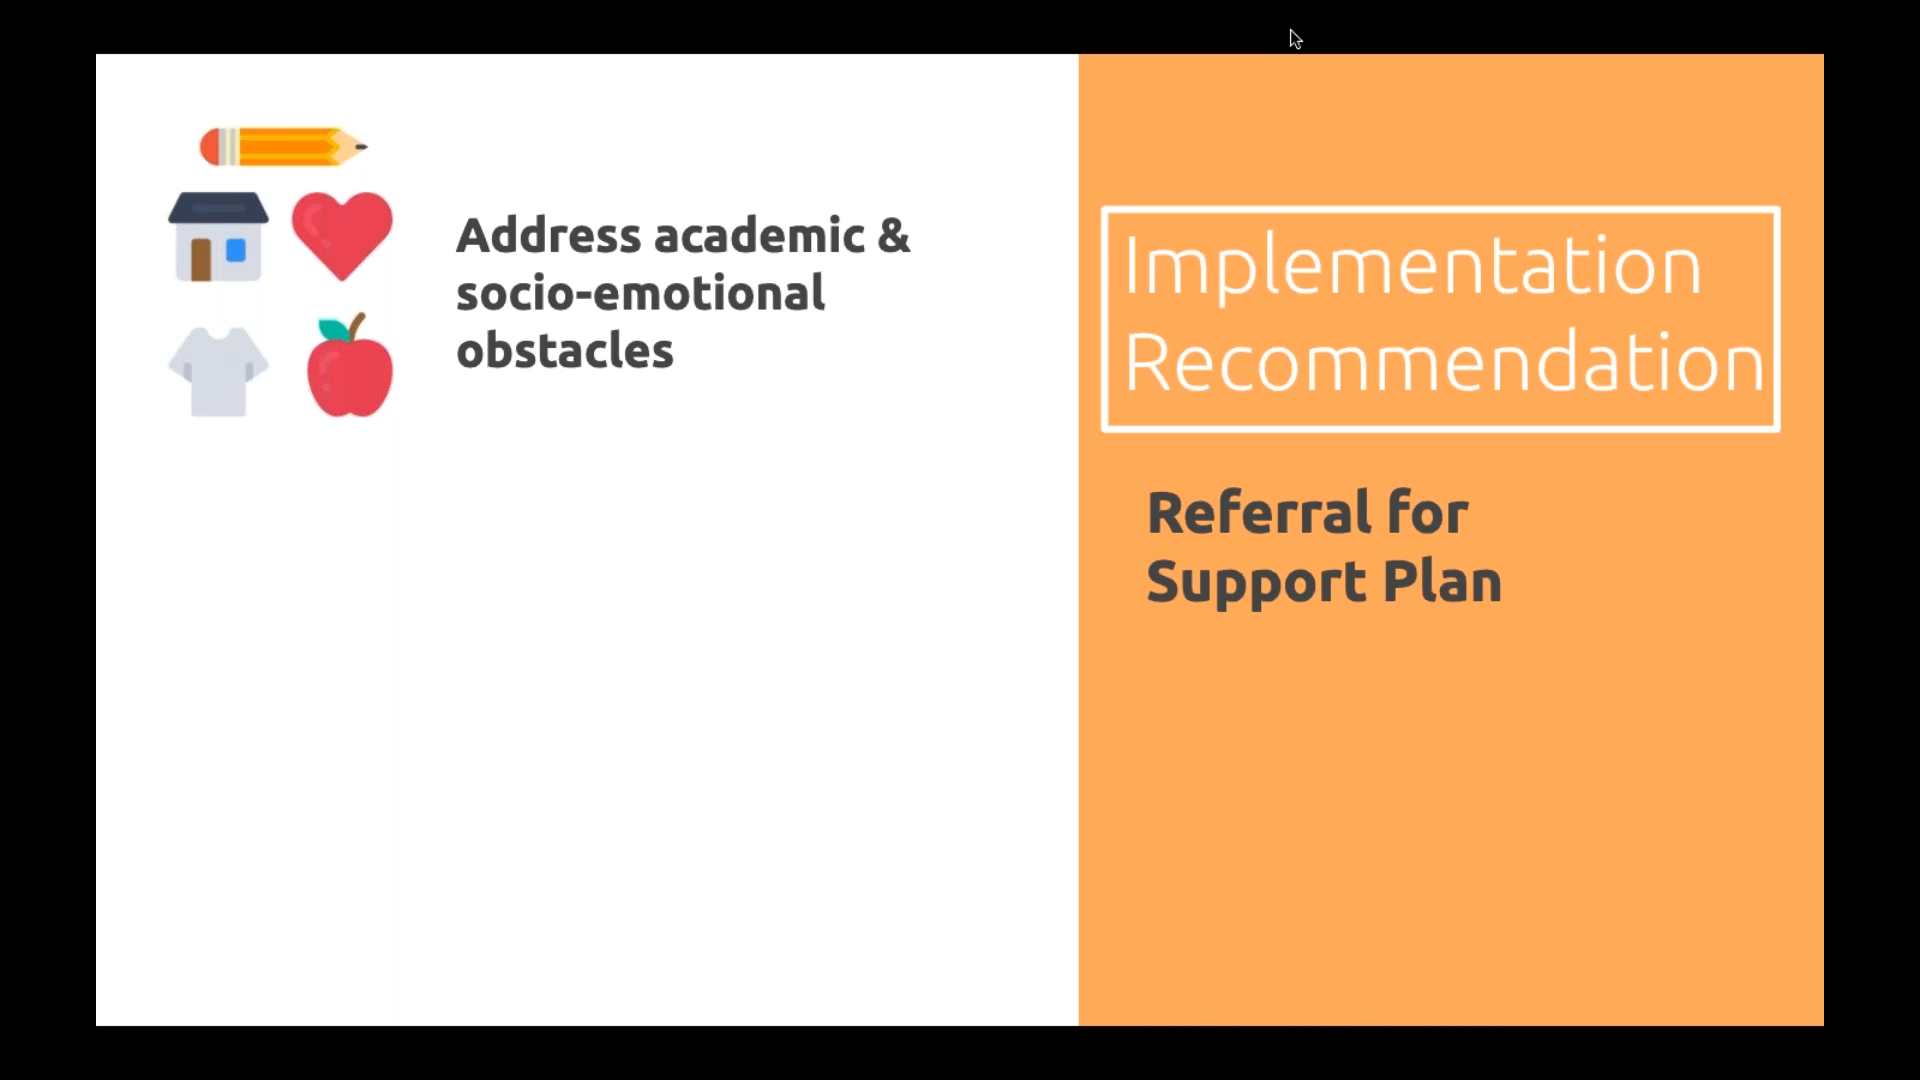 Address academic &
socio-emotional
obstacles
Implementation
Recommendation
Referral for
Support Plan